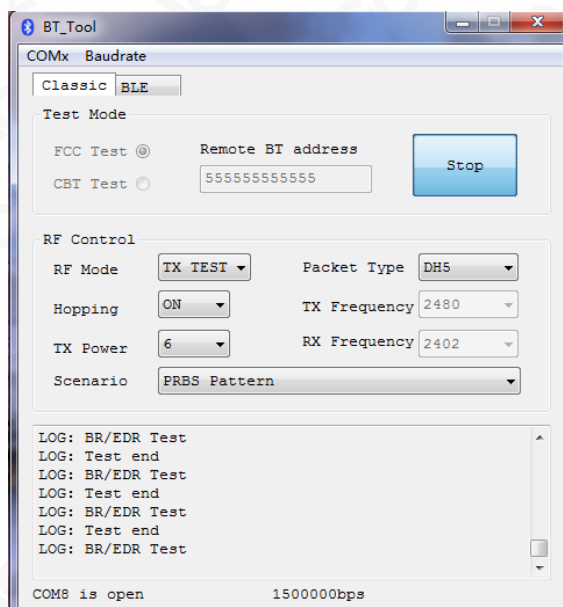 BT_Tool
COMx Baudrate
Classic BLE
Test Mode
FCC Test Remote BT address
CBT Test 555555555555 Stop
RF Control
RF Mode TX TEST Packet Type DH5
Hopping ON TX Frequency 2480
TX Power 6 RX Frequency 2402
Scenario PRBS Pattern
LOG: BR/EDR Test
LOG: Test end
LOG: BR/EDR Test
LOG: Test end
LOG: BR/EDR Test
LOG: Test end
LOG: BR/EDR Test
COM8 is open 1500000bps